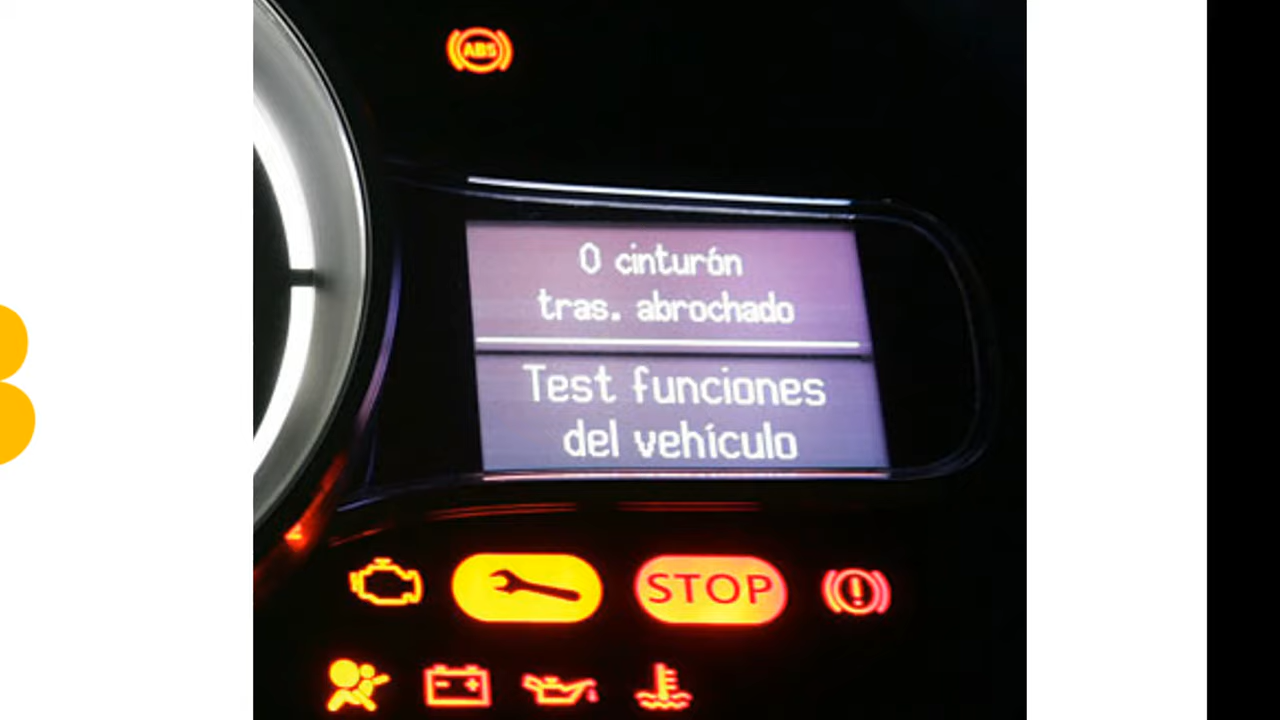 ABS
0 cinturón
tras. abrochado
Test funciones
del vehículo
STOP